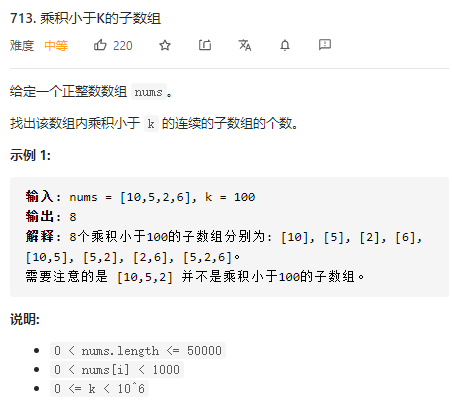 713. 乘积小于K的子数组
难度 中等 220
给定一个正整数数组 nums。
找出该数组内乘积小于 k 的连续的子数组的个数。
示例 1:
输入: nums = [10,5,2,6], k = 100
输出: 8
解释: 8个乘积小于100的子数组分别为: [10], [5], [2], [6],
[10,5], [5,2], [2,6], [5,2,6]。
需要注意的是 [10,5,2] 并不是乘积小于100的子数组。
说明:
0 < nums.length <= 50000
0 < nums[i] < 1000
0 <= k < 10^6